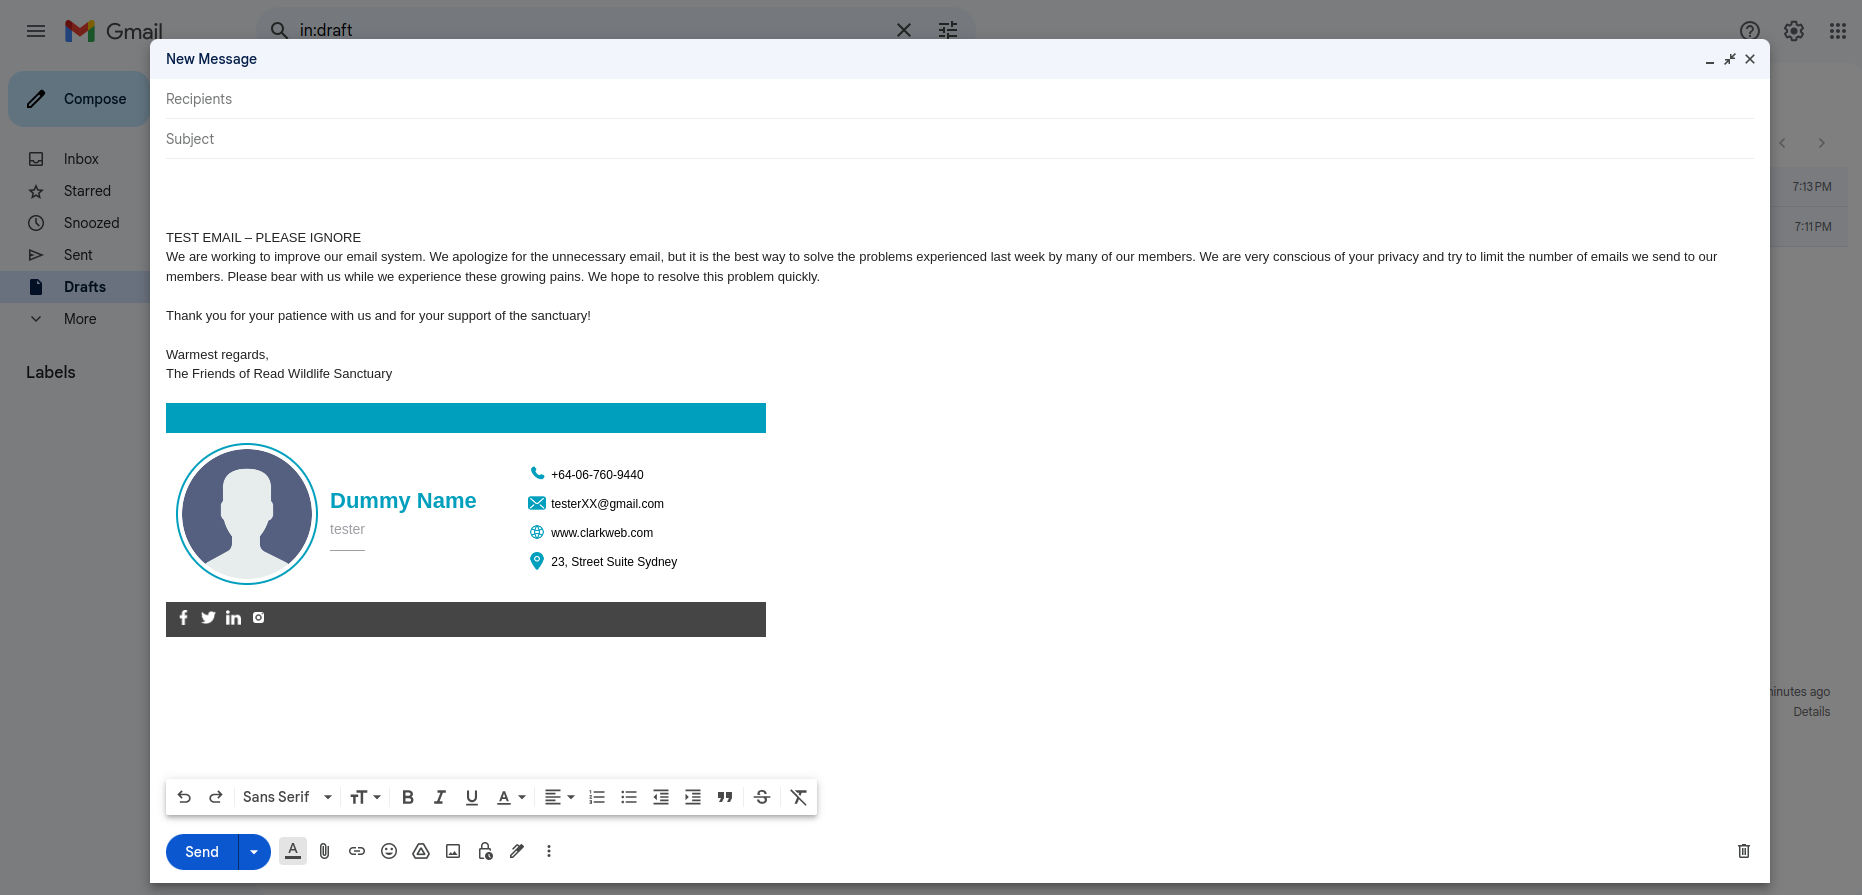 Gmail
in:draft
Compose
Inbox
Starred
Snoozed
Sent
Drafts
More
Labels
New Message
Recipients
Subject
TEST EMAIL – PLEASE IGNORE
We are working to improve our email system. We apologize for the unnecessary email, but it is the best way to solve the problems experienced last week by many of our members. We are very conscious of your privacy and try to limit the number of emails we send to our
members. Please bear with us while we experience these growing pains. We hope to resolve this problem quickly.
Thank you for your patience with us and for your support of the sanctuary!
Warmest regards,
The Friends of Read Wildlife Sanctuary
Dummy Name
tester
+64-06-760-9440
testerXX@gmail.com
www.clarkweb.com
23, Street Suite Sydney
Sans Serif
Send
7:13 PM
7:11 PM
minutes ago
Details